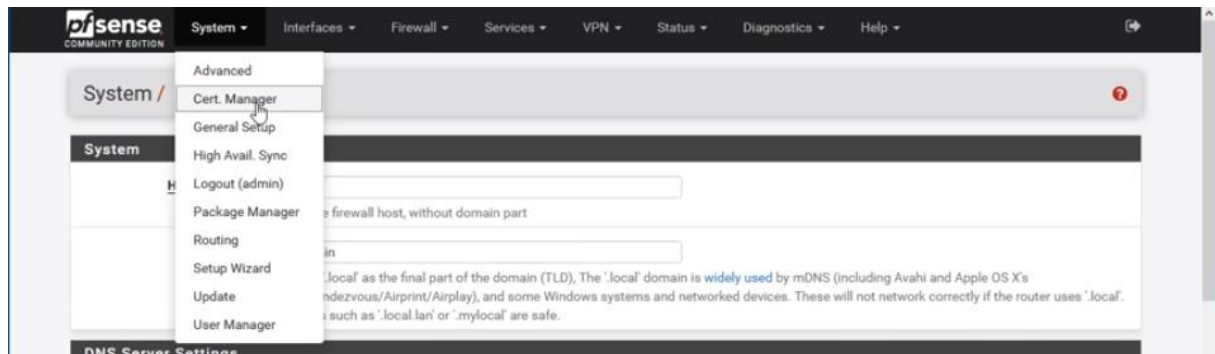 pfsense
COMMUNITY EDITION
System Interfaces Firewall Services VPN Status Diagnostics Help
Advanced
System /
Cert. Manager
General Setup
System
High Avail. Sync
H
Logout (admin)
Package Manager
firewall host, without domain part
Routing
in
Setup Wizard
'.local' as the final part of the domain (TLD), The '.local' domain is widely used by mDNS (including Avahi and Apple OS X's
Update
ndezvous/Airprint/Airplay), and some Windows systems and networked devices. These will not network correctly if the router uses '.local'.
such as '.local.lan' or '.mylocal' are safe.
User Manager
DNS Server Settings